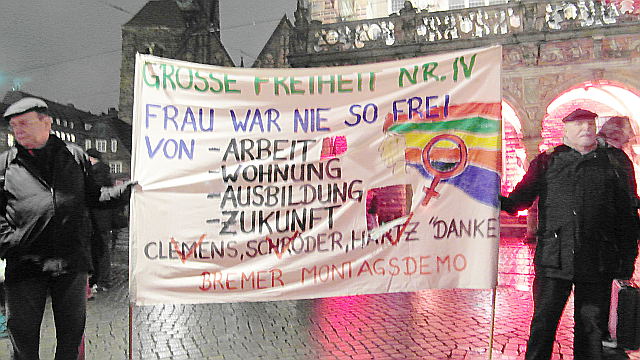 GROSSE FREIHEIT NR. IV
FRAU WAR NIE SO FREI
VON - ARBEIT
- WOHNUNG
- AUSBILDUNG
- ZUKUNFT
CLEMENS, SCHRÖDER, HARTZ "DANKE
BREMER MONTAGSDEMO